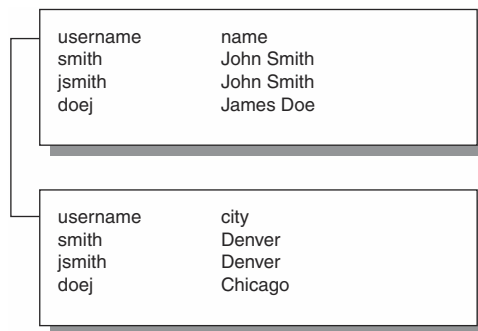 username name
smith John Smith
jsmith John Smith
doej James Doe
username city
smith Denver
jsmith Denver
doej Chicago